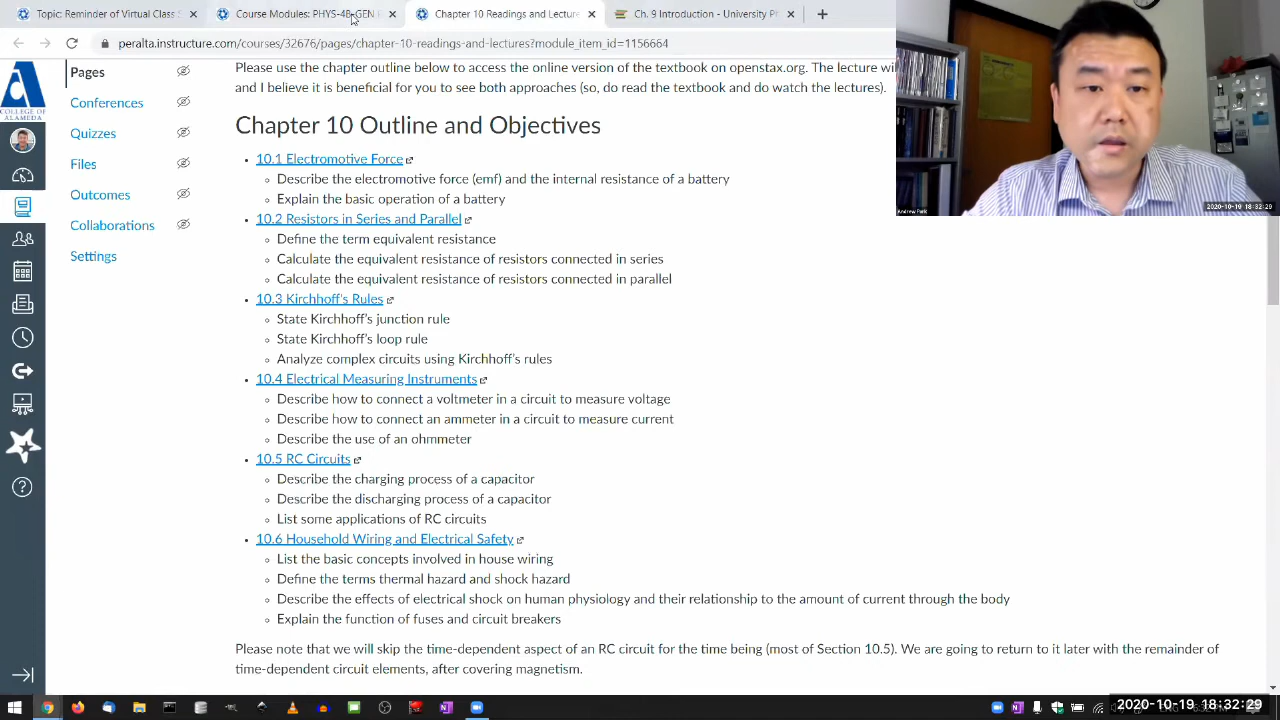 Topic: Reminder of Virtual Class S
Course Modules: PHYS-4B-GEN P
Chapter 10 Readings and Lecture
Ch. 9 Introduction - University Ph
peralta.instructure.com/courses/32676/pages/chapter-10-readings-and-lectures?module_item_id=1156664
COLLEGE OF
ALAMEDA
Pages
Conferences
Quizzes
Files
Outcomes
Collaborations
Settings
Please use the chapter outline below to access the online version of the textbook on openstax.org. The lecture wi
and I believe it is beneficial for you to see both approaches (so, do read the textbook and do watch the lectures).
Chapter 10 Outline and Objectives
10.1 Electromotive Force
Describe the electromotive force (emf) and the internal resistance of a battery
Explain the basic operation of a battery
10.2 Resistors in Series and Parallel
Define the term equivalent resistance
Calculate the equivalent resistance of resistors connected in series
Calculate the equivalent resistance of resistors connected in parallel
10.3 Kirchhoff's Rules
State Kirchhoff's junction rule
State Kirchhoff's loop rule
Analyze complex circuits using Kirchhoff's rules
10.4 Electrical Measuring Instruments
Describe how to connect a voltmeter in a circuit to measure voltage
Describe how to connect an ammeter in a circuit to measure current
Describe the use of an ohmmeter
10.5 RC Circuits
Describe the charging process of a capacitor
Describe the discharging process of a capacitor
List some applications of RC circuits
10.6 Household Wiring and Electrical Safety
List the basic concepts involved in house wiring
Define the terms thermal hazard and shock hazard
Describe the effects of electrical shock on human physiology and their relationship to the amount of current through the body
Explain the function of fuses and circuit breakers
Please note that we will skip the time-dependent aspect of an RC circuit for the time being (most of Section 10.5). We are going to return to it later with the remainder of
time-dependent circuit elements, after covering magnetism.
Andrew Park
2020-10-19 18:32:29
2020-10-19 18:32:29